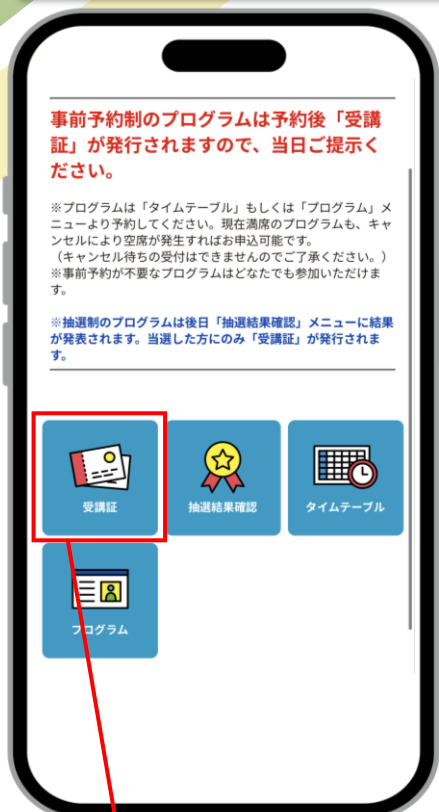 事前予約制のプログラムは予約後「受講
証」が発行されますので、当日ご提示く
ださい。
※プログラムは「タイムテーブル」もしくは「プログラム」メ
ニューより予約してください。現在満席のプログラムも、キャ
ンセルにより空席が発生すればお申込可能です。
（キャンセル待ちの受付はできませんのでご了承ください。）
※事前予約が不要なプログラムはどなたでも参加いただけま
す。
※抽選制のプログラムは後日「抽選結果確認」メニューに結果
が発表されます。当選した方にのみ「受講証」が発行されま
す。
受講証
抽選結果確認
タイムテーブル
プログラム